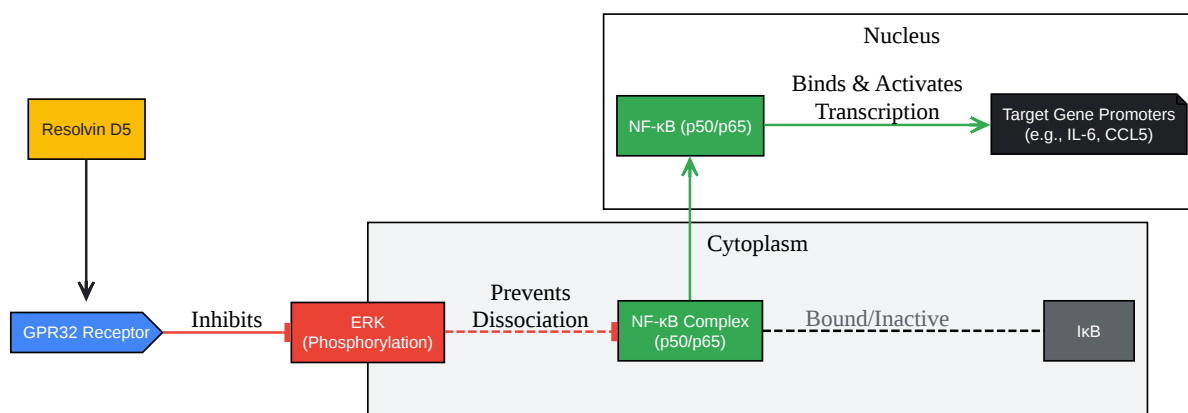 Nucleus
Binds & Activates
Transcription
Resolvin D5
NF-κB (p50/p65)
Target Gene Promoters
(e.g., IL-6, CCL5)
Cytoplasm
GPR32 Receptor
Inhibits
ERK
(Phosphorylation)
Prevents
Dissociation
NF-κB Complex
(p50/p65)
Bound/Inactive
IκB